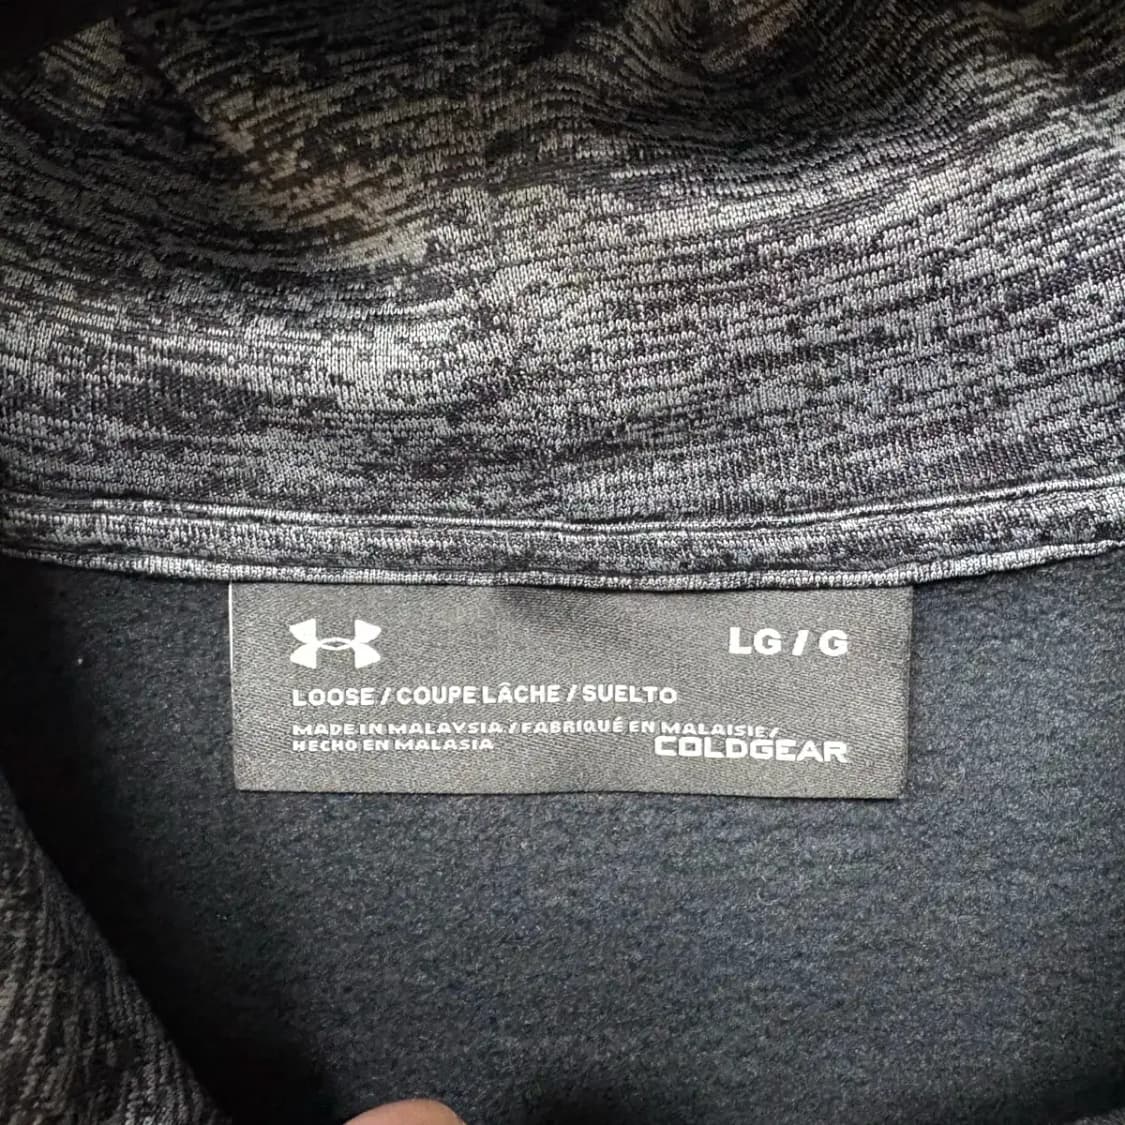 LG / G
LOOSE / COUPE LÂCHE / SUELTO
MADE IN MALAYSIA / FABRIQUÉ EN MALAISIE /
HECHO EN MALASIA
COLDGEAR